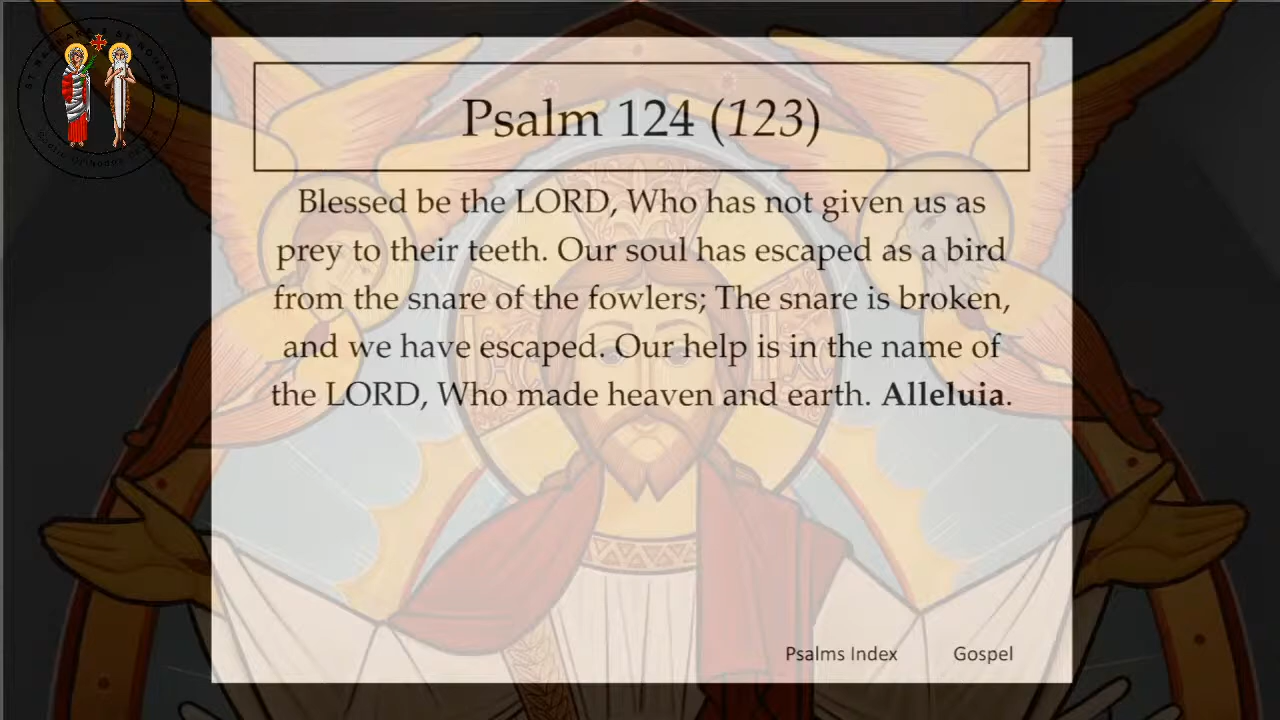 Psalm 124 (123)
Blessed be the LORD, Who has not given us as
prey to their teeth. Our soul has escaped as a bird
from the snare of the fowlers; The snare is broken,
and we have escaped. Our help is in the name of
the LORD, Who made heaven and earth. Alleluia.
Psalms Index
Gospel